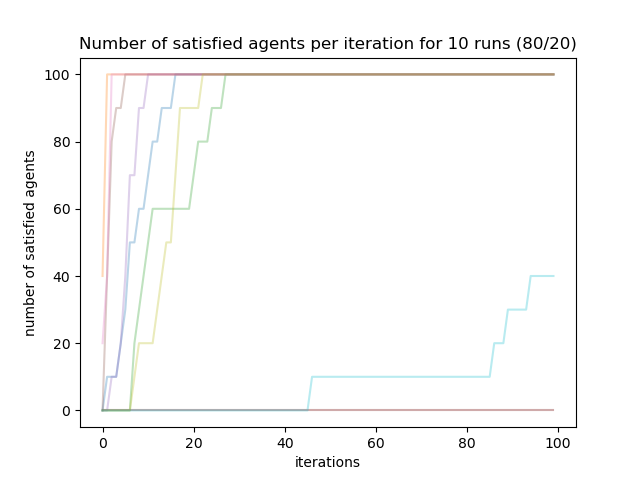 Number of satisfied agents per iteration for 10 runs (80/20)
100
80
60
40
20
0
number of satisfied agents
0 20 40 60 80 100
iterations